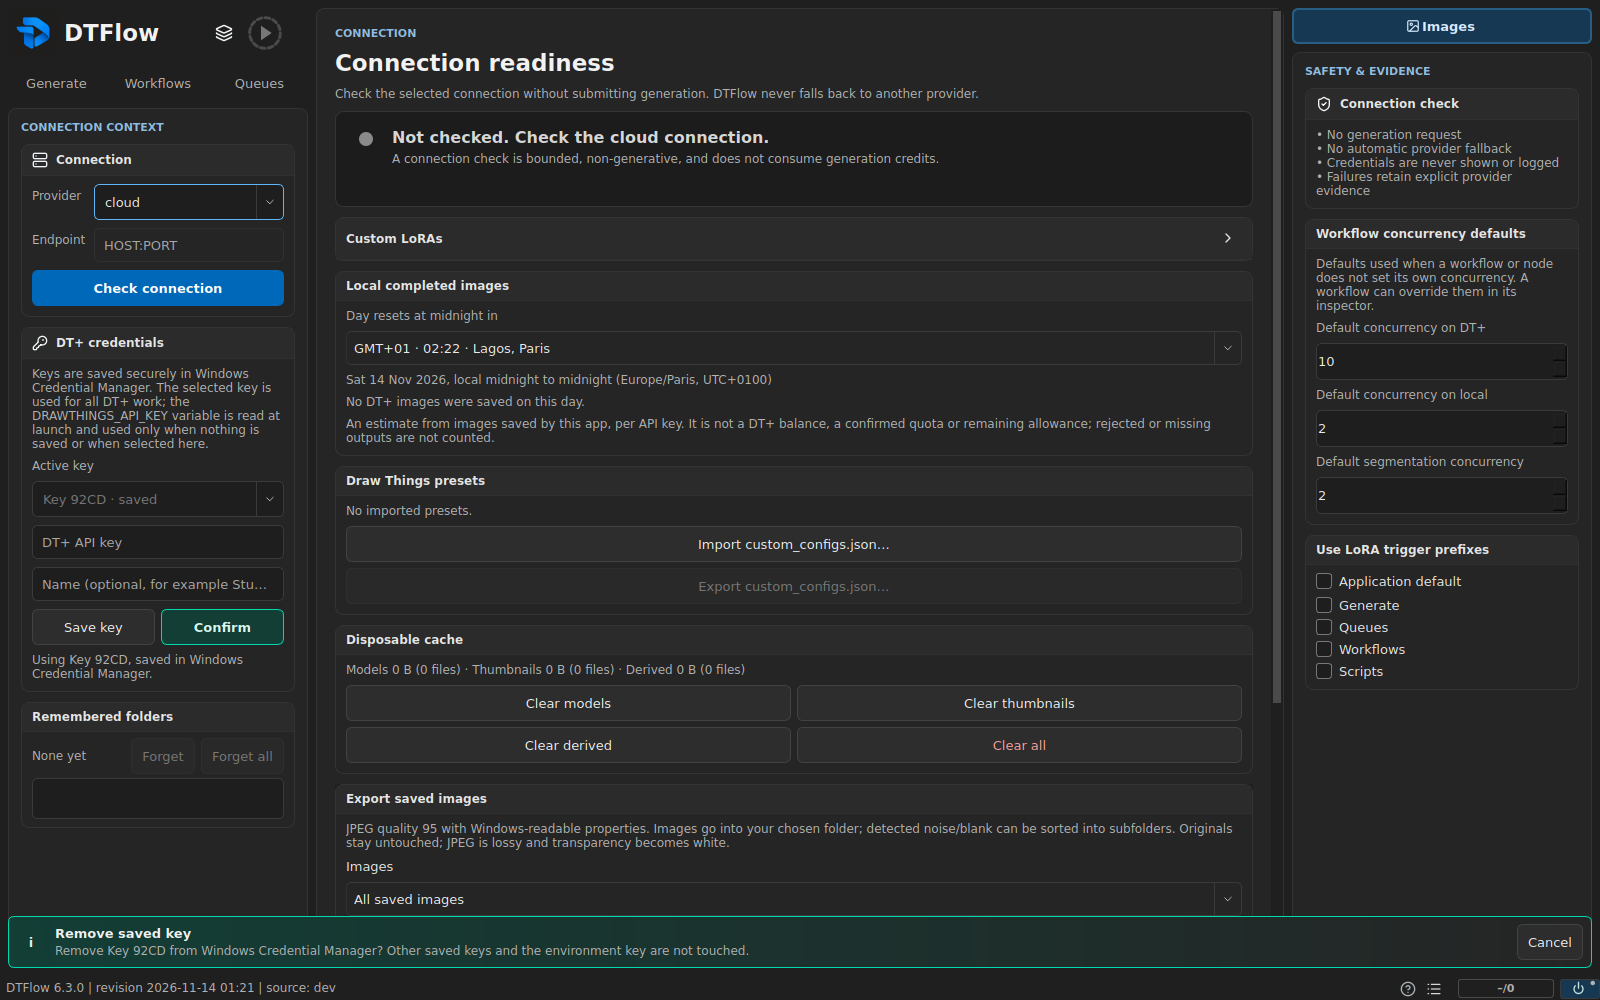 DTFlow
Generate
Workflows
Queues
CONNECTION CONTEXT
Connection
Provider
cloud
Endpoint
HOST:PORT
Check connection
DT+ credentials
Keys are saved securely in Windows
Credential Manager. The selected key is
used for all DT+ work; the
DRAWTHINGS_API_KEY variable is read at
launch and used only when nothing is
saved or when selected here.
Active key
Key 92CD · saved
DT+ API key
Name (optional, for example Stu...
Save key
Confirm
Using Key 92CD, saved in Windows
Credential Manager.
Remembered folders
None yet
Forget
Forget all
CONNECTION
Connection readiness
Check the selected connection without submitting generation. DTFlow never falls back to another provider.
Not checked. Check the cloud connection.
A connection check is bounded, non-generative, and does not consume generation credits.
Custom LoRAs
Local completed images
Day resets at midnight in
GMT+01 · 02:22 · Lagos, Paris
Sat 14 Nov 2026, local midnight to midnight (Europe/Paris, UTC+0100)
No DT+ images were saved on this day.
An estimate from images saved by this app, per API key. It is not a DT+ balance, a confirmed quota or remaining allowance; rejected or missing
outputs are not counted.
Draw Things presets
No imported presets.
Import custom_configs.json...
Export custom_configs.json...
Disposable cache
Models 0 B (0 files) · Thumbnails 0 B (0 files) · Derived 0 B (0 files)
Clear models
Clear thumbnails
Clear derived
Clear all
Export saved images
JPEG quality 95 with Windows-readable properties. Images go into your chosen folder; detected noise/blank can be sorted into subfolders. Originals
stay untouched; JPEG is lossy and transparency becomes white.
Images
All saved images
Images
SAFETY & EVIDENCE
Connection check
• No generation request
• No automatic provider fallback
• Credentials are never shown or logged
• Failures retain explicit provider
evidence
Workflow concurrency defaults
Defaults used when a workflow or node
does not set its own concurrency. A
workflow can override them in its
inspector.
Default concurrency on DT+
10
Default concurrency on local
2
Default segmentation concurrency
2
Use LoRA trigger prefixes
Application default
Generate
Queues
Workflows
Scripts
i
Remove saved key
Remove Key 92CD from Windows Credential Manager? Other saved keys and the environment key are not touched.
Cancel
DTFlow 6.3.0 | revision 2026-11-14 01:21 | source: dev
–/0